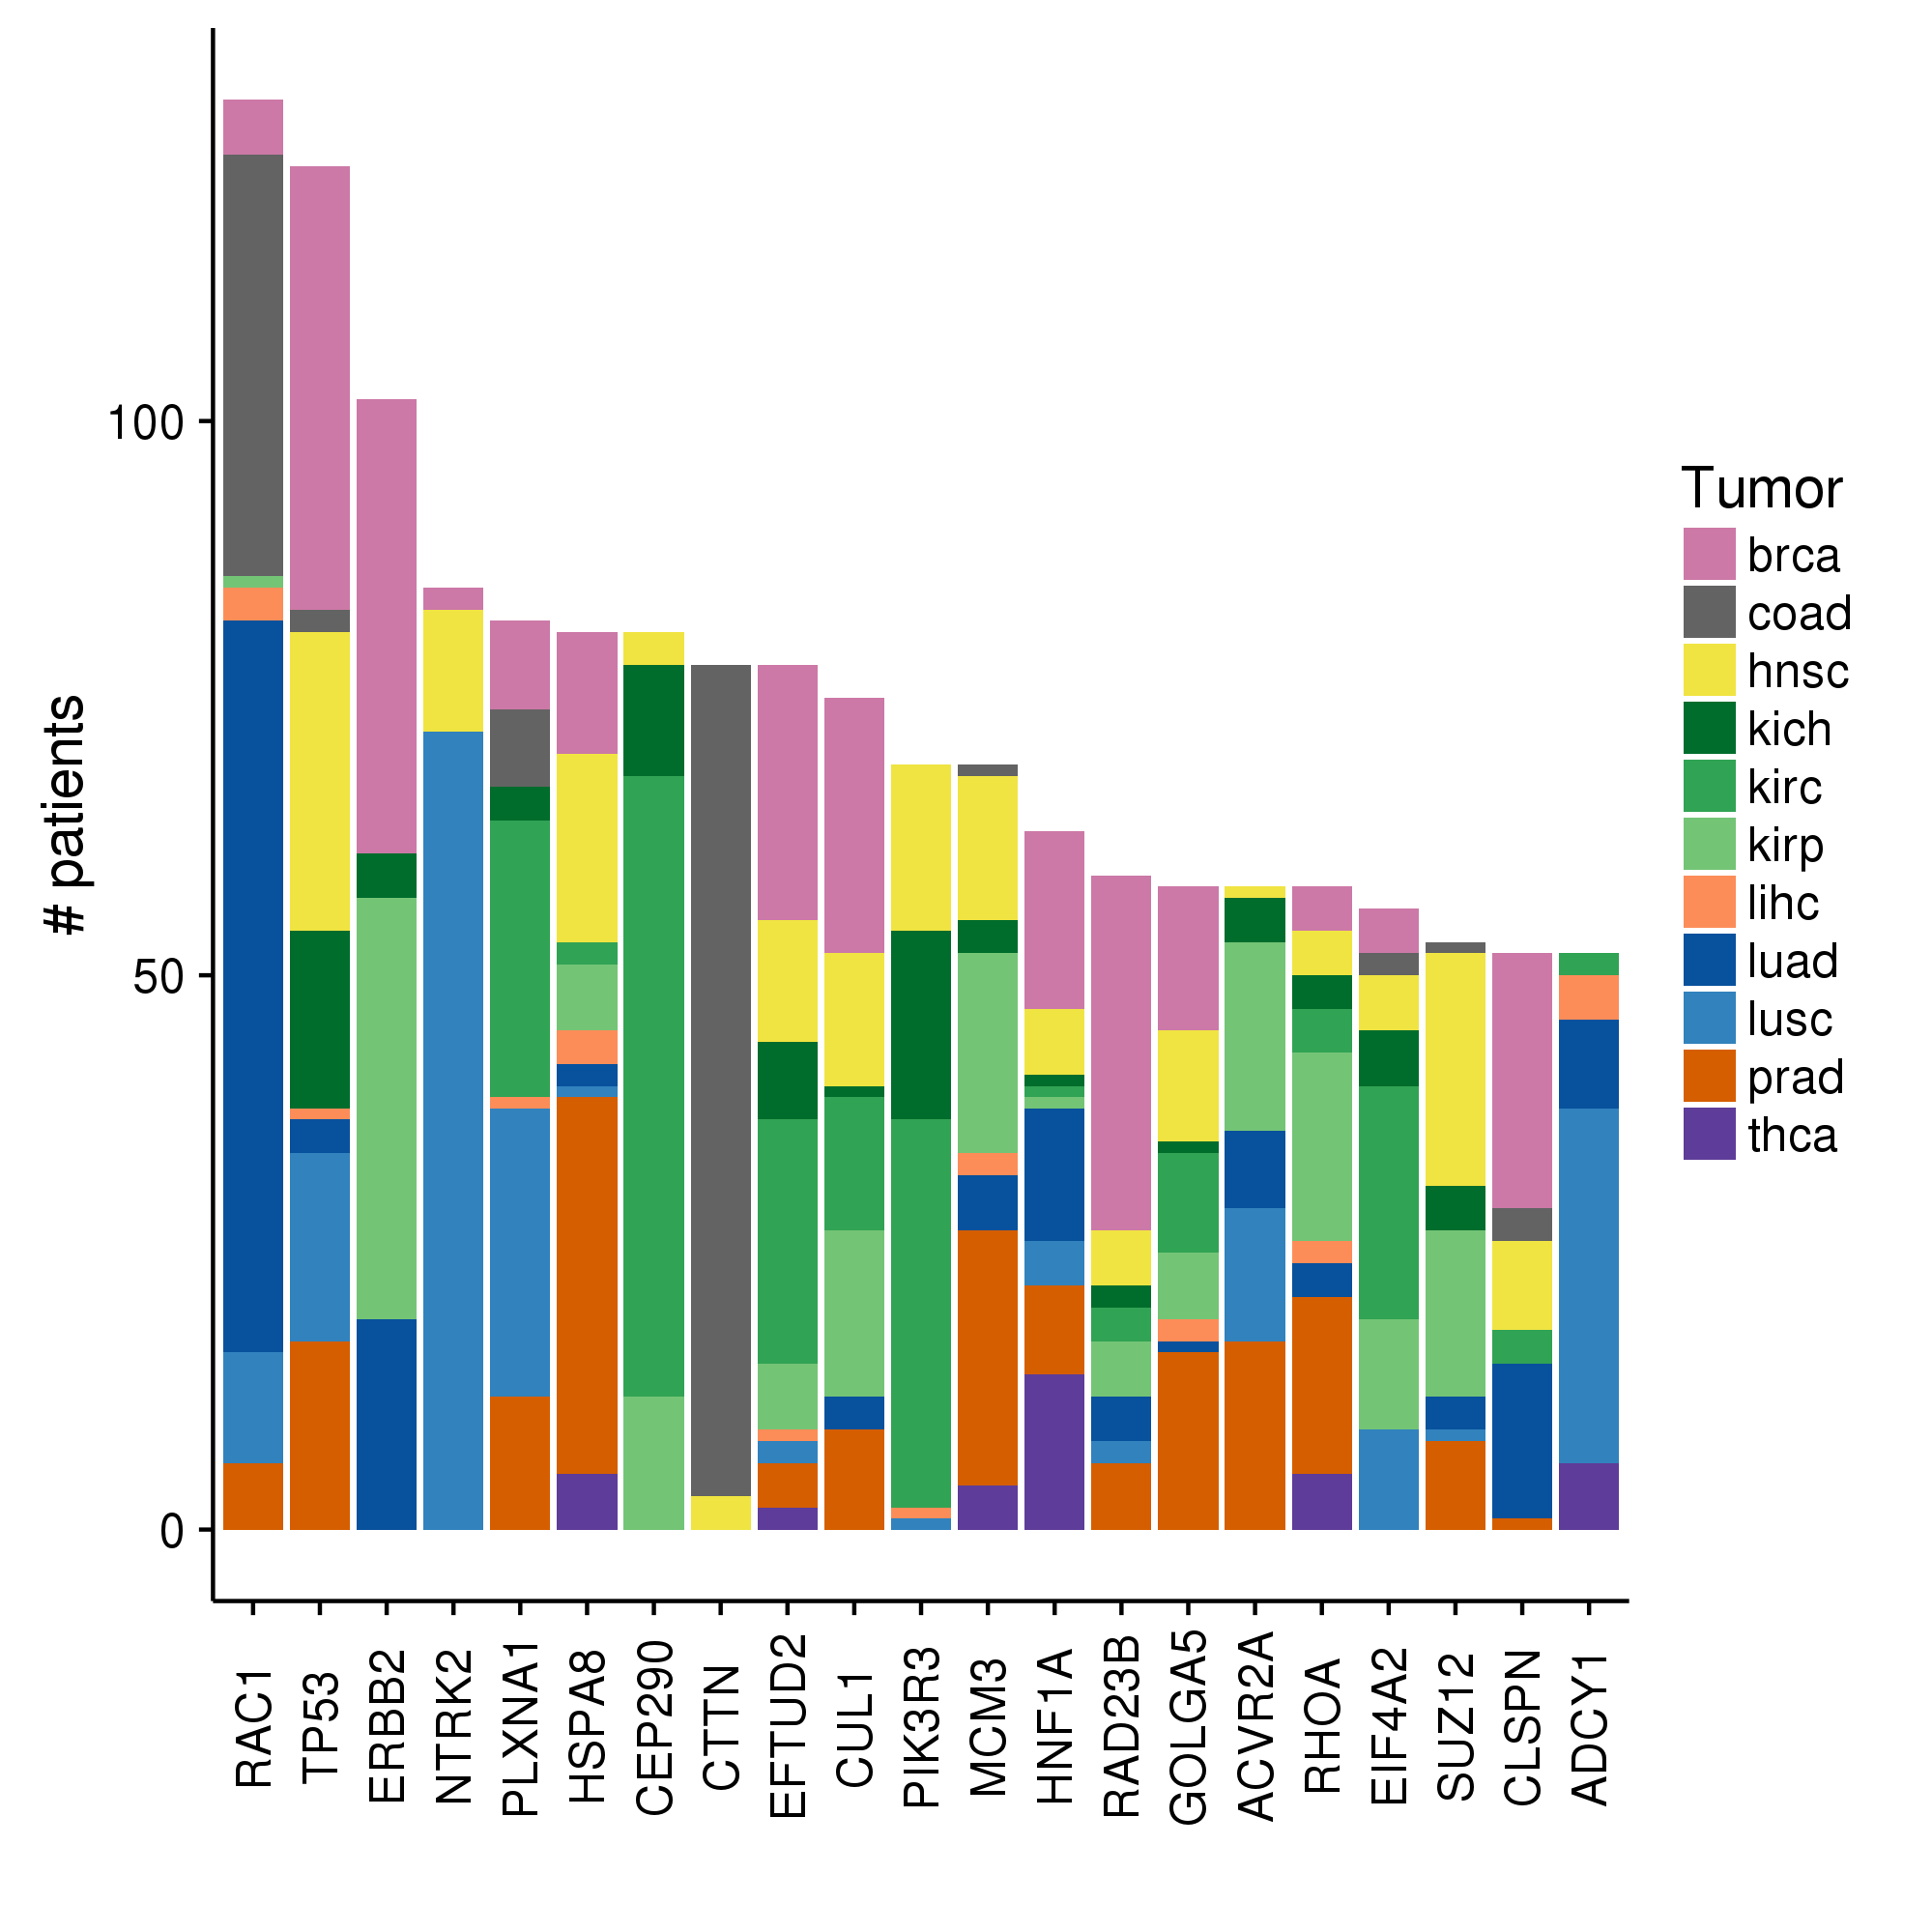 # patients
100
50
0
RAC1
TP53
ERBB2
NTRK2
PLXNA1
HSPA8
CEP290
CTTN
EFTUD2
CUL1
PIK3R3
MCM3
HNF1A
RAD23B
GOLGA5
ACVR2A
RHOA
EIF4A2
SUZ12
CLSPN
ADCY1
Tumor
brca
coad
hnsc
kich
kirc
kirp
lihc
luad
lusc
prad
thca